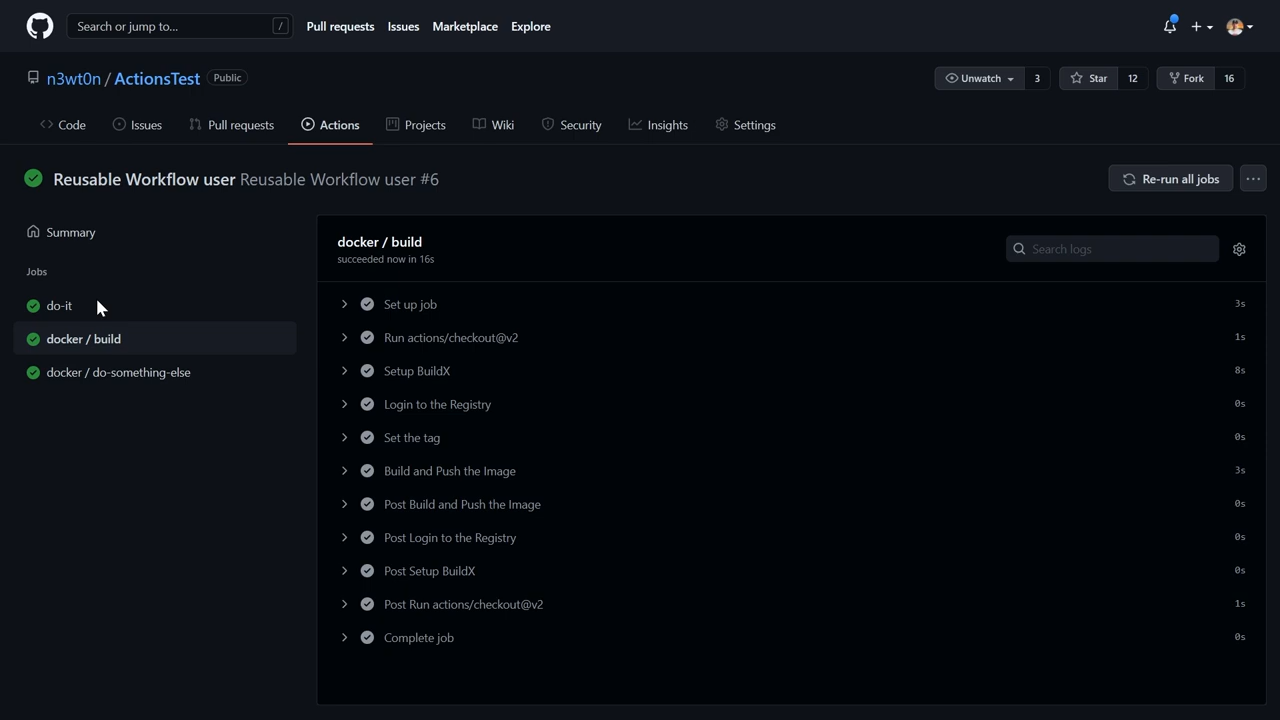 Search or jump to... /
Pull requests Issues Marketplace Explore
n3wt0n / ActionsTest Public
Unwatch 3 Star 12 Fork 16
Code Issues Pull requests Actions Projects Wiki Security Insights Settings
Reusable Workflow user Reusable Workflow user #6
Re-run all jobs ...
Summary
Jobs
do-it
docker / build
docker / do-something-else
docker / build
succeeded now in 16s
Search logs
Set up job 3s
Run actions/checkout@v2 1s
Setup BuildX 8s
Login to the Registry 0s
Set the tag 0s
Build and Push the Image 3s
Post Build and Push the Image 0s
Post Login to the Registry 0s
Post Setup BuildX 0s
Post Run actions/checkout@v2 1s
Complete job 0s